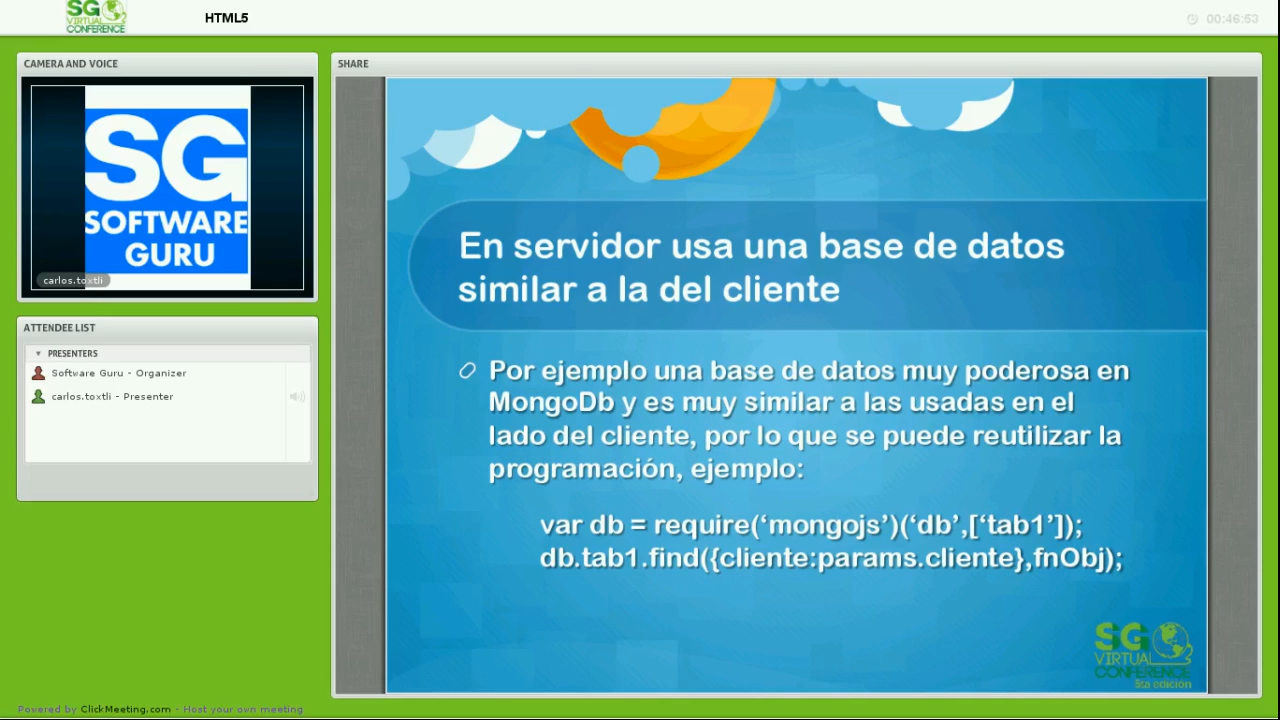 SG
VIRTUAL
CONFERENCE
HTML5
00:46:53
CAMERA AND VOICE
SG
SOFTWARE
GURU
carlos.toxtli
ATTENDEE LIST
PRESENTERS
Software Guru - Organizer
carlos.toxtli - Presenter
SHARE
En servidor usa una base de datos
similar a la del cliente
Por ejemplo una base de datos muy poderosa en
MongoDb y es muy similar a las usadas en el
lado del cliente, por lo que se puede reutilizar la
programación, ejemplo:
var db = require(‘mongojs’)(‘db’,[‘tab1’]);
db.tab1.find({cliente:params.cliente},fnObj);
SG
VIRTUAL
CONFERENCE
5ta edición
Powered by ClickMeeting.com - Host your own meeting